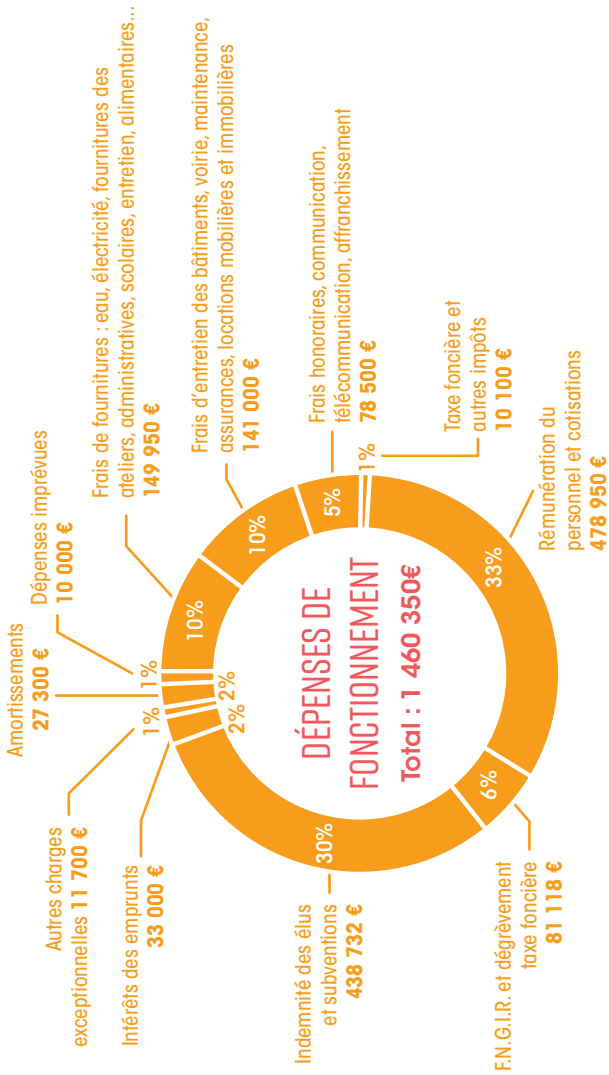 DÉPENSES DE
FONCTIONNEMENT
Total : 1 460 350€
Amortissements
27 300 €
Dépenses imprévues
10 000 €
Frais de fournitures : eau, électricité, fournitures des
ateliers, administratives, scolaires, entretien, alimentaires...
149 950 €
Frais d'entretien des bâtiments, voirie, maintenance,
assurances, locations mobilières et immobilières
141 000 €
Frais honoraires, communication,
télécommunication, affranchissement
78 500 €
Taxe foncière et
autres impôts
10 100 €
Rémunération du
personnel et cotisations
478 950 €
F.N.G.I.R. et dégrèvement
taxe foncière
81 118 €
Indemnité des élus
et subventions
438 732 €
Intérêts des emprunts
33 000 €
Autres charges
exceptionnelles 11 700 €
1%
10%
10%
5%
1%
33%
6%
30%
2%
1%
2%